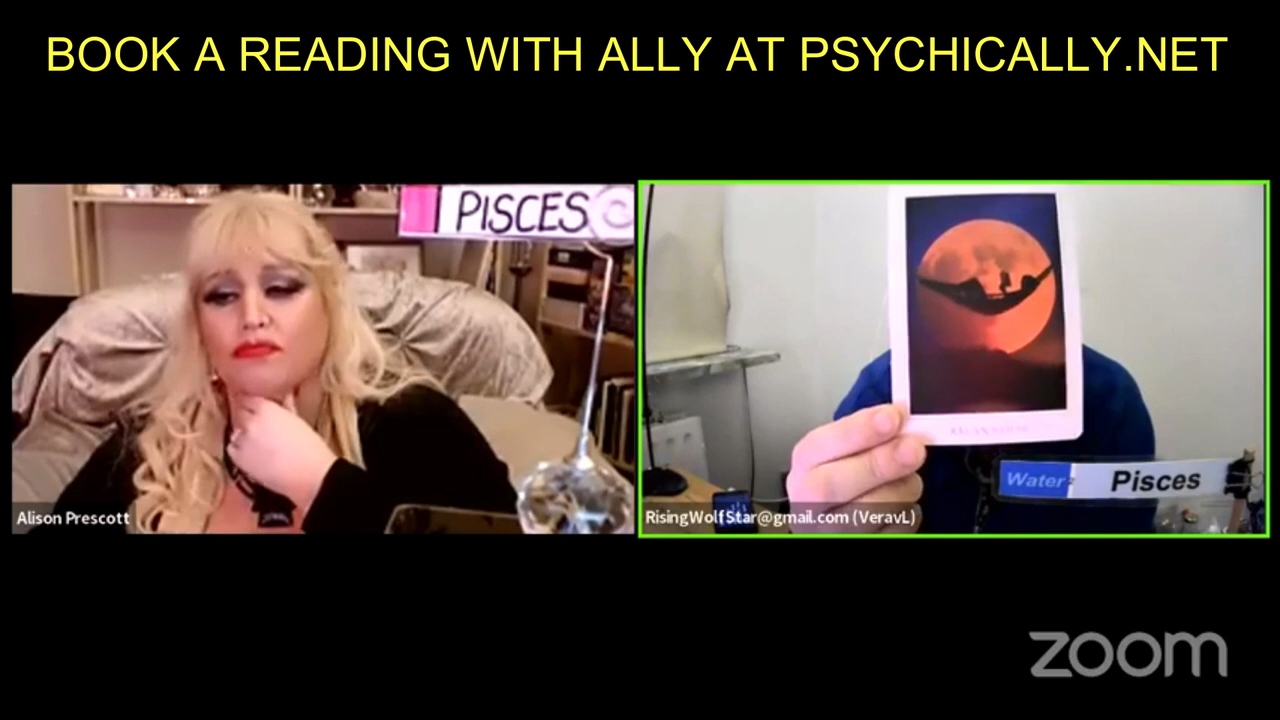 BOOK A READING WITH ALLY AT PSYCHICALLY.NET
PISCES
Water
Pisces
Alison Prescott
RisingWolfStar@gmail.com (VeravL)
zoom